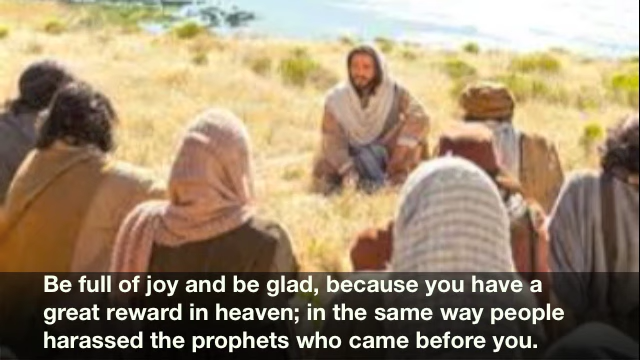 Be full of joy and be glad, because you have a
great reward in heaven; in the same way people
harassed the prophets who came before you.